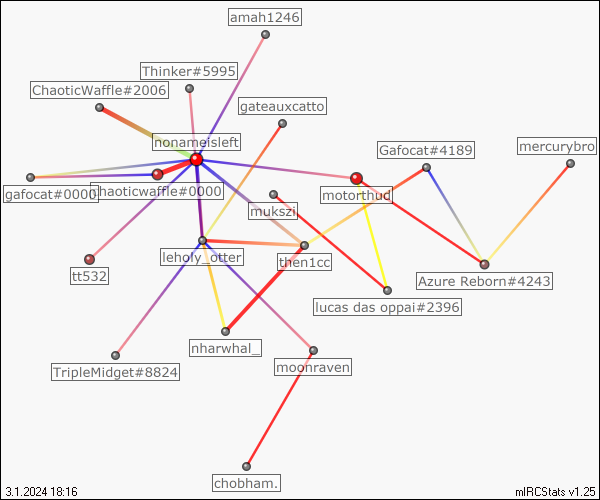 amah1246
Thinker#5995
ChaoticWaffle#2006
gateauxcatto
nonameisleft
Gafocat#4189
mercurybro
gafocat#0000
Chaoticwaffle#0000
motorthud
mukszi
leholy_otter
then1cc
tt532
Azure Reborn#4243
lucas das oppai#2396
nharwhal_
moonraven
TripleMidget#8824
chobham.
3.1.2024 18:16
mIRCStats v1.25